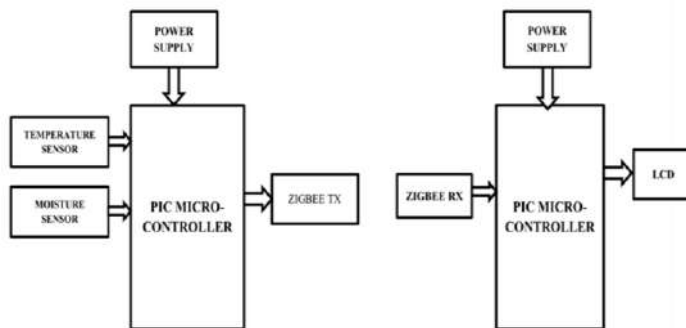 POWER
SUPPLY
TEMPERATURE
SENSOR
MOISTURE
SENSOR
PIC MICRO-
CONTROLLER
ZIGBEE TX
POWER
SUPPLY
ZIGBEE RX
PIC MICRO-
CONTROLLER
LCD